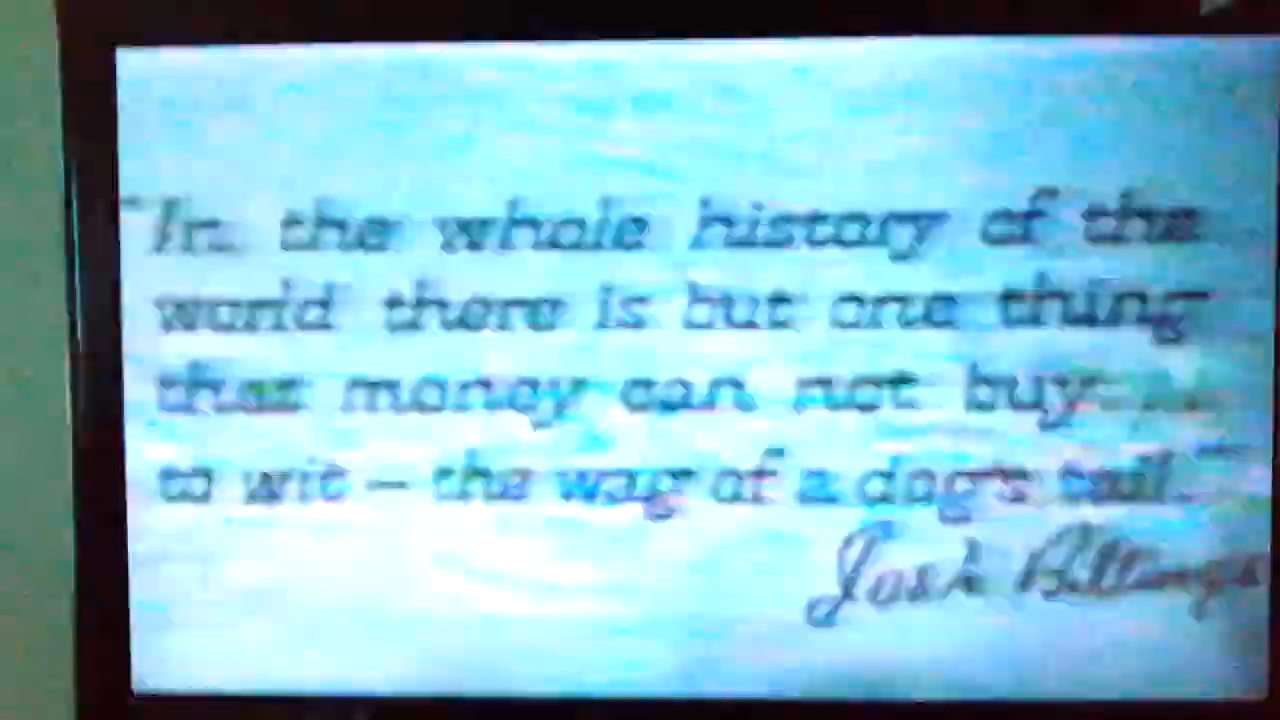 "In the whole history of the
world there is but one thing
that money can not buy...
to wit – the wag of a dog's tail."
Josh Billings